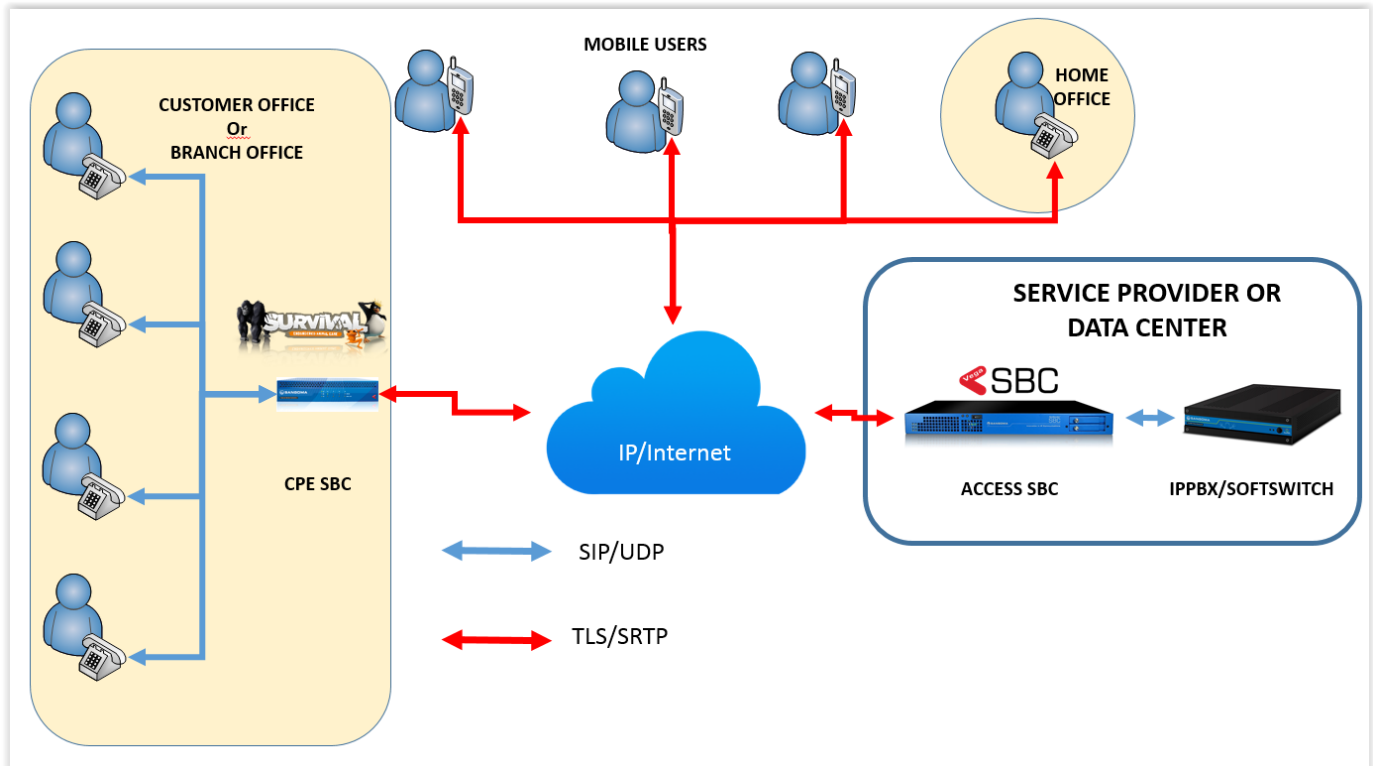 MOBILE USERS
HOME
OFFICE
CUSTOMER OFFICE
Or
BRANCH OFFICE
SURVIVAL
SERVICE PROVIDER OR
DATA CENTER
Vega
SBC
IP/Internet
CPE SBC
ACCESS SBC
IPPBX/SOFTSWITCH
SIP/UDP
TLS/SRTP